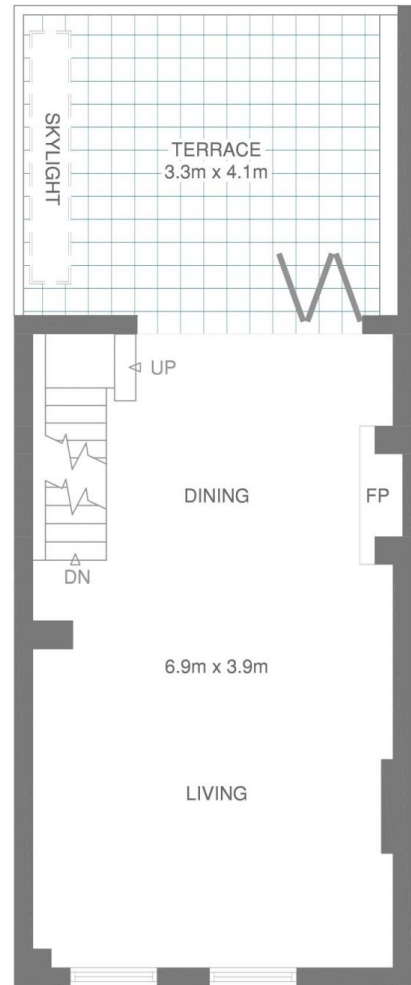 SKYLIGHT
TERRACE
3.3m x 4.1m
UP
DINING
FP
DN
6.9m x 3.9m
LIVING